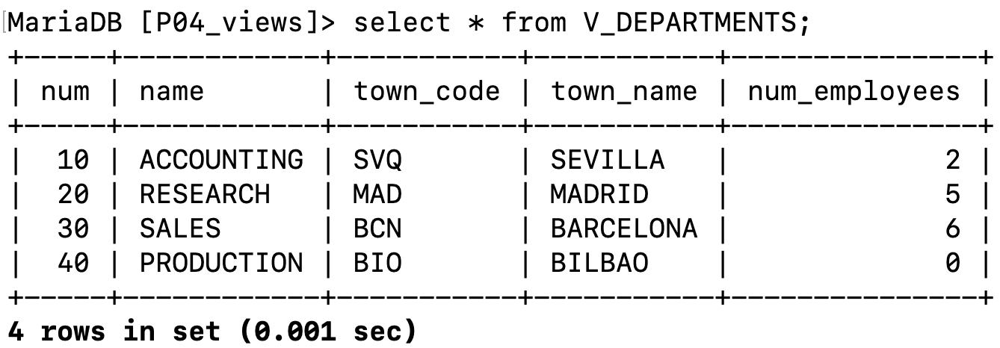 MariaDB [P04_views]> select * from V_DEPARTMENTS;
+-----+------------+-----------+-----------+---------------+
| num | name       | town_code | town_name | num_employees |
+-----+------------+-----------+-----------+---------------+
|  10 | ACCOUNTING | SVQ       | SEVILLA   |             2 |
|  20 | RESEARCH   | MAD       | MADRID    |             5 |
|  30 | SALES      | BCN       | BARCELONA |             6 |
|  40 | PRODUCTION | BIO       | BILBAO    |             0 |
+-----+------------+-----------+-----------+---------------+
4 rows in set (0.001 sec)